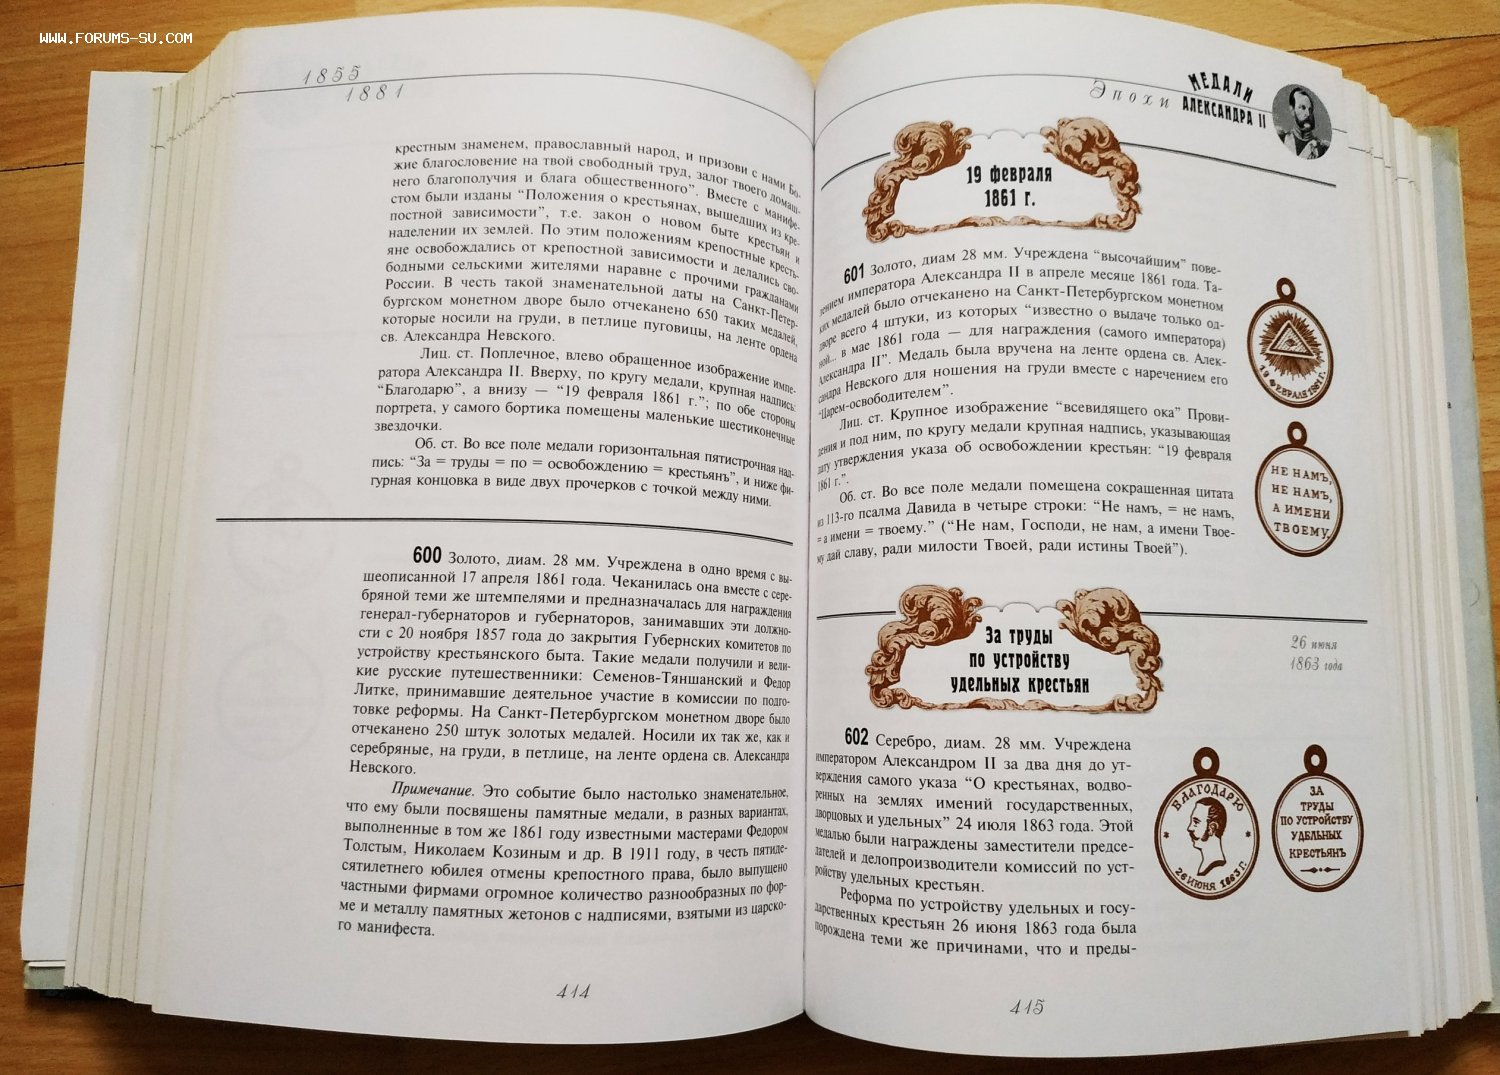 WWW.FORUMS-SU.COM
1855
1881
крестным знаменем, православный народ, и призови с нами Бо-
жие благословение на твой свободный труд, залог твоего домаш-
него благополучия и блага общественного”. Вместе с манифе-
стом были изданы “Положения о крестьянах, вышедших из кре-
постной зависимости”, т.е. закон о новом быте крестьян и
наделении их землей. По этим положениям крепостные кресть-
яне освобождались от крепостной зависимости и делались сво-
бодными сельскими жителями наравне с прочими гражданами
России. В честь такой знаменательной даты на Санкт-Петер-
бургском монетном дворе было отчеканено 650 таких медалей,
которые носили на груди, в петлице пуговицы, на ленте ордена
св. Александра Невского.
Лиц. ст. Поплечное, влево обращенное изображение импе-
ратора Александра II. Вверху, по кругу медали, крупная надпись:
“Благодарю”, а внизу — “19 февраля 1861 г.”; по обе стороны
портрета, у самого бортика помещены маленькие шестиконечные
звездочки.
Об. ст. Во все поле медали горизонтальная пятистрочная над-
пись: “За = труды = по = освобождению = крестьянъ”, и ниже фи-
гурная концовка в виде двух прочерков с точкой между ними.
600 Золото, диам. 28 мм. Учреждена в одно время с вы-
шеописанной 17 апреля 1861 года. Чеканилась она вместе с сере-
бряной теми же штемпелями и предназначалась для награждения
генерал-губернаторов и губернаторов, занимавших эти должно-
сти с 20 ноября 1857 года до закрытия Губернских комитетов по
устройству крестьянского быта. Такие медали получили и вели-
кие русские путешественники: Семенов-Тяншанский и Федор
Литке, принимавшие деятельное участие в комиссии по подго-
товке реформы. На Санкт-Петербургском монетном дворе было
отчеканено 250 штук золотых медалей. Носили их так же, как и
серебряные, на груди, в петлице, на ленте ордена св. Александра
Невского.
Примечание. Это событие было настолько знаменательное,
что ему были посвящены памятные медали, в разных вариантах,
выполненные в том же 1861 году известными мастерами Федором
Толстым, Николаем Козиным и др. В 1911 году, в честь пятиде-
сятилетнего юбилея отмены крепостного права, было выпущено
частными фирмами огромное количество разнообразных по фор-
ме и металлу памятных жетонов с надписями, взятыми из царско-
го манифеста.
414
Эпохи
МЕДАЛИ
АЛЕКСАНДРА II
19 февраля
1861 г.
601 Золото, диам 28 мм. Учреждена “высочайшим” пове-
лением императора Александра II в апреле месяце 1861 года. Та-
ких медалей было отчеканено на Санкт-Петербургском монетном
дворе всего 4 штуки, из которых “известно о выдаче только од-
ной... в мае 1861 года — для награждения (самого императора)
Александра II”. Медаль была вручена на ленте ордена св. Алек-
сандра Невского для ношения на груди вместе с наречением его
“Царем-освободителем”.
Лиц. ст. Крупное изображение “всевидящего ока” Прови-
дения и под ним, по кругу медали крупная надпись, указывающая
дату утверждения указа об освобождении крестьян: “19 февраля
1861 г.”.
Об. ст. Во все поле медали помещена сокращенная цитата
из 113-го псалма Давида в четыре строки: “Не намъ, = не намъ,
= а имени = твоему.” (“Не нам, Господи, не нам, а имени Твое-
му дай славу, ради милости Твоей, ради истины Твоей”).
19 ФЕВРАЛЯ 1861 Г.
НЕ НАМЪ,
НЕ НАМЪ,
А ИМЕНИ
ТВОЕМУ.
За труды
по устройству
удельных крестьян
26 июня
1863 года
602 Серебро, диам. 28 мм. Учреждена
императором Александром II за два дня до ут-
верждения самого указа “О крестьянах, водво-
ренных на землях имений государственных,
дворцовых и удельных” 24 июля 1863 года. Этой
медалью были награждены заместители предсе-
дателей и делопроизводители комиссий по уст-
ройству удельных крестьян.
Реформа по устройству удельных и госу-
дарственных крестьян 26 июня 1863 года была
порождена теми же причинами, что и преды-
БЛАГОДАРЮ
26 ИЮНЯ 1863 Г.
ЗА
ТРУДЫ
ПО УСТРОЙСТВУ
УДѢЛЬНЫХЪ
КРЕСТЬЯНЪ
415